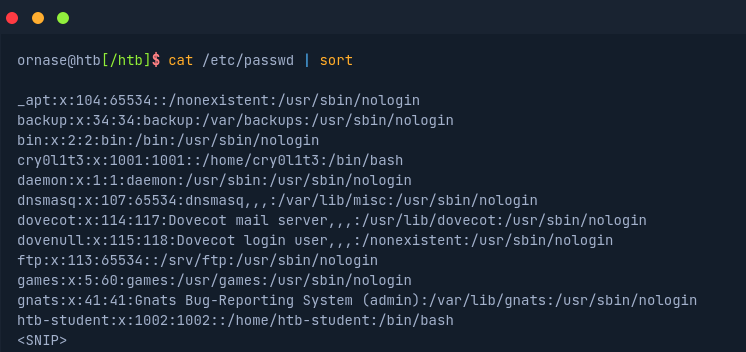 ornase@htb[/htb]$ cat /etc/passwd | sort
_apt:x:104:65534::/nonexistent:/usr/sbin/nologin
backup:x:34:34:backup:/var/backups:/usr/sbin/nologin
bin:x:2:2:bin:/bin:/usr/sbin/nologin
cry0l1t3:x:1001:1001::/home/cry0l1t3:/bin/bash
daemon:x:1:1:daemon:/usr/sbin:/usr/sbin/nologin
dnsmasq:x:107:65534:dnsmasq,,,:/var/lib/misc:/usr/sbin/nologin
dovecot:x:114:117:Dovecot mail server,,,:/usr/lib/dovecot:/usr/sbin/nologin
dovenull:x:115:118:Dovecot login user,,,:/nonexistent:/usr/sbin/nologin
ftp:x:113:65534::/srv/ftp:/usr/sbin/nologin
games:x:5:60:games:/usr/games:/usr/sbin/nologin
gnats:x:41:41:Gnats Bug-Reporting System (admin):/var/lib/gnats:/usr/sbin/nologin
htb-student:x:1002:1002::/home/htb-student:/bin/bash
<SNIP>